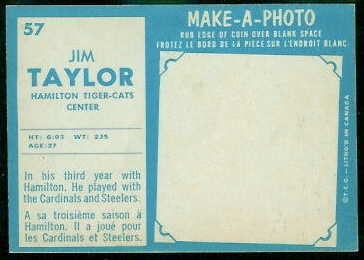 57
JIM
TAYLOR
HAMILTON TIGER-CATS
CENTER
HT: 6:03 WT: 235
AGE:27
In his third year with
Hamilton. He played with
the Cardinals and Steelers.
A sa troisième saison à
Hamilton. Il a joué pour
les Cardinals et Steelers.
MAKE-A-PHOTO
RUB EDGE OF COIN OVER BLANK SPACE
FROTEZ LE BORD DE LA PIECE SUR L'ENDROIT BLANC
© T.C.G.—LITHO'D IN CANADA